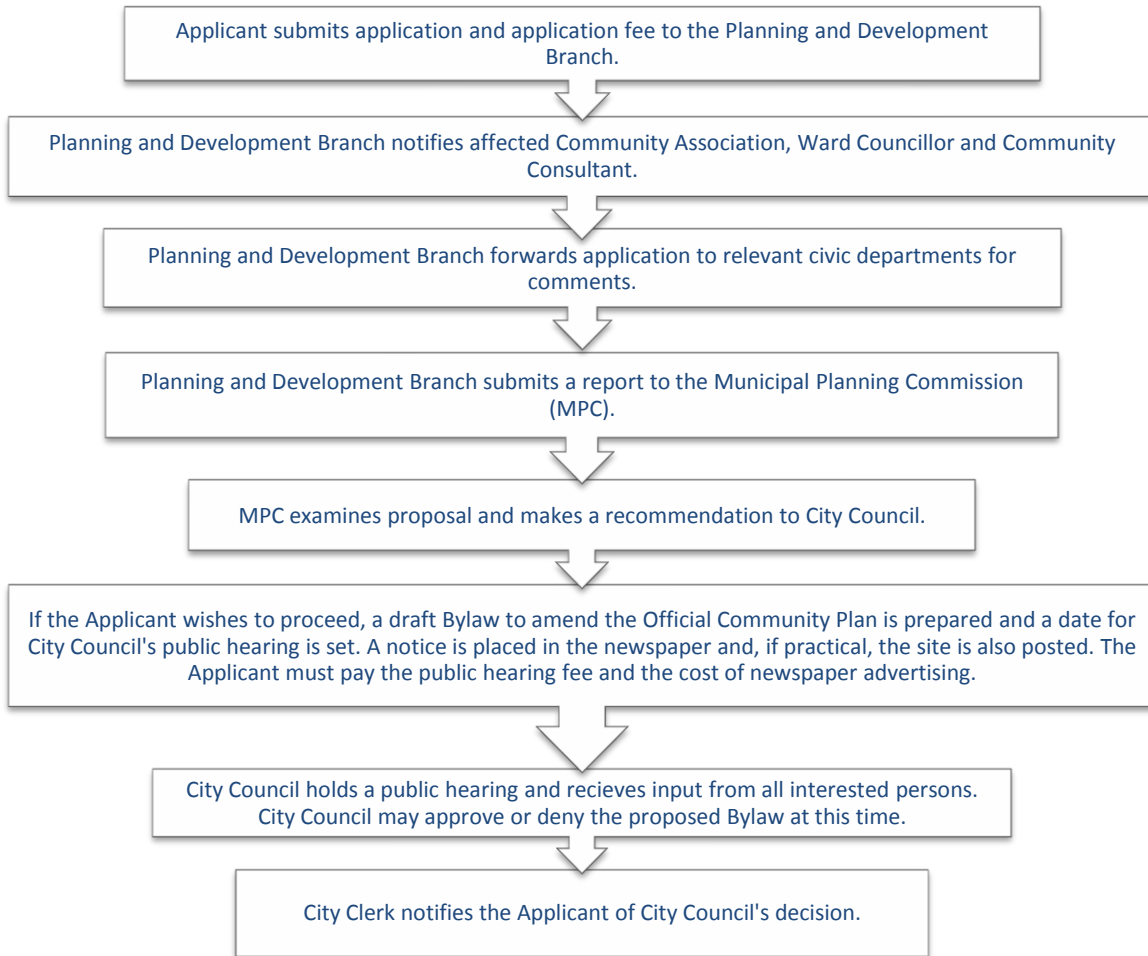 Applicant submits application and application fee to the Planning and Development
Branch.
Planning and Development Branch notifies affected Community Association, Ward Councillor and Community
Consultant.
Planning and Development Branch forwards application to relevant civic departments for
comments.
Planning and Development Branch submits a report to the Municipal Planning Commission
(MPC).
MPC examines proposal and makes a recommendation to City Council.
If the Applicant wishes to proceed, a draft Bylaw to amend the Official Community Plan is prepared and a date for
City Council's public hearing is set. A notice is placed in the newspaper and, if practical, the site is also posted. The
Applicant must pay the public hearing fee and the cost of newspaper advertising.
City Council holds a public hearing and recieves input from all interested persons.
City Council may approve or deny the proposed Bylaw at this time.
City Clerk notifies the Applicant of City Council's decision.